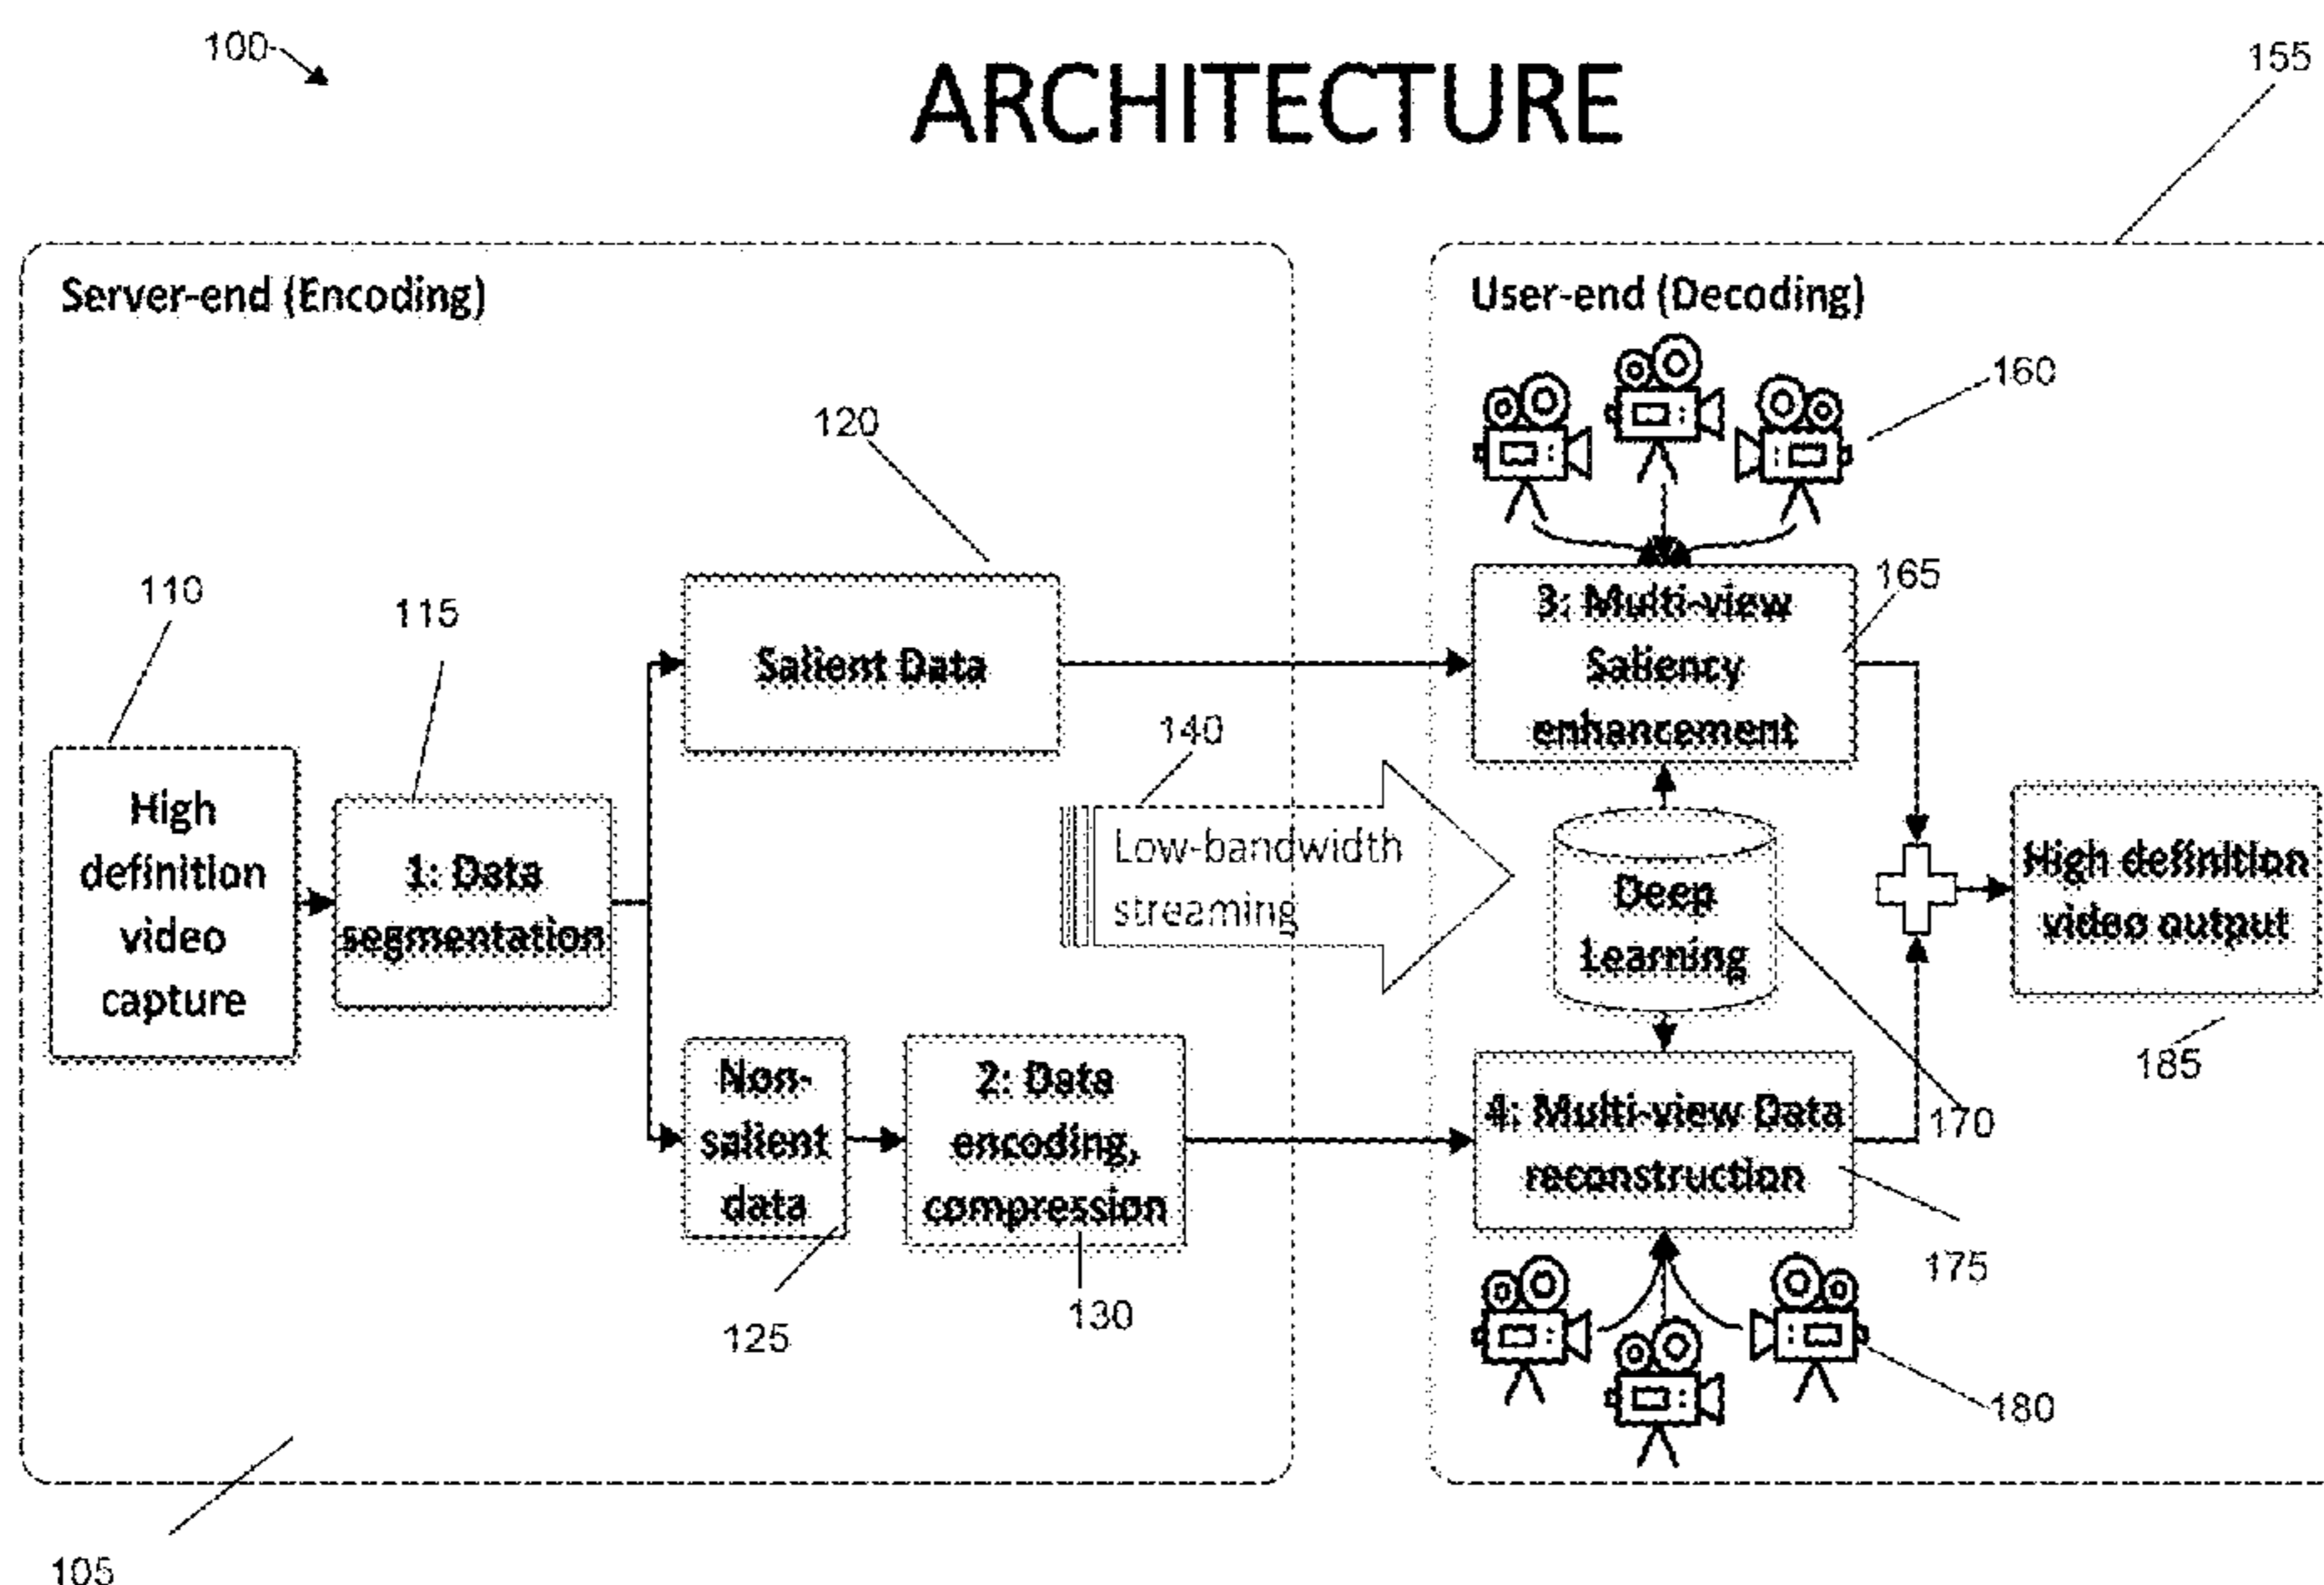 100
ARCHITECTURE
155
Server-end (Encoding)
User-end (Decoding)
160
120
110
115
165
3: Multi-view
Saliency
enhancement
Salient Data
140
High
definition
video
capture
1: Data
segmentation
Low-bandwidth
streaming
Deep
Learning
High definition
video output
185
Non-
salient
data
2: Data
encoding,
compression
4: Multi-view Data
reconstruction
170
175
125
130
180
105